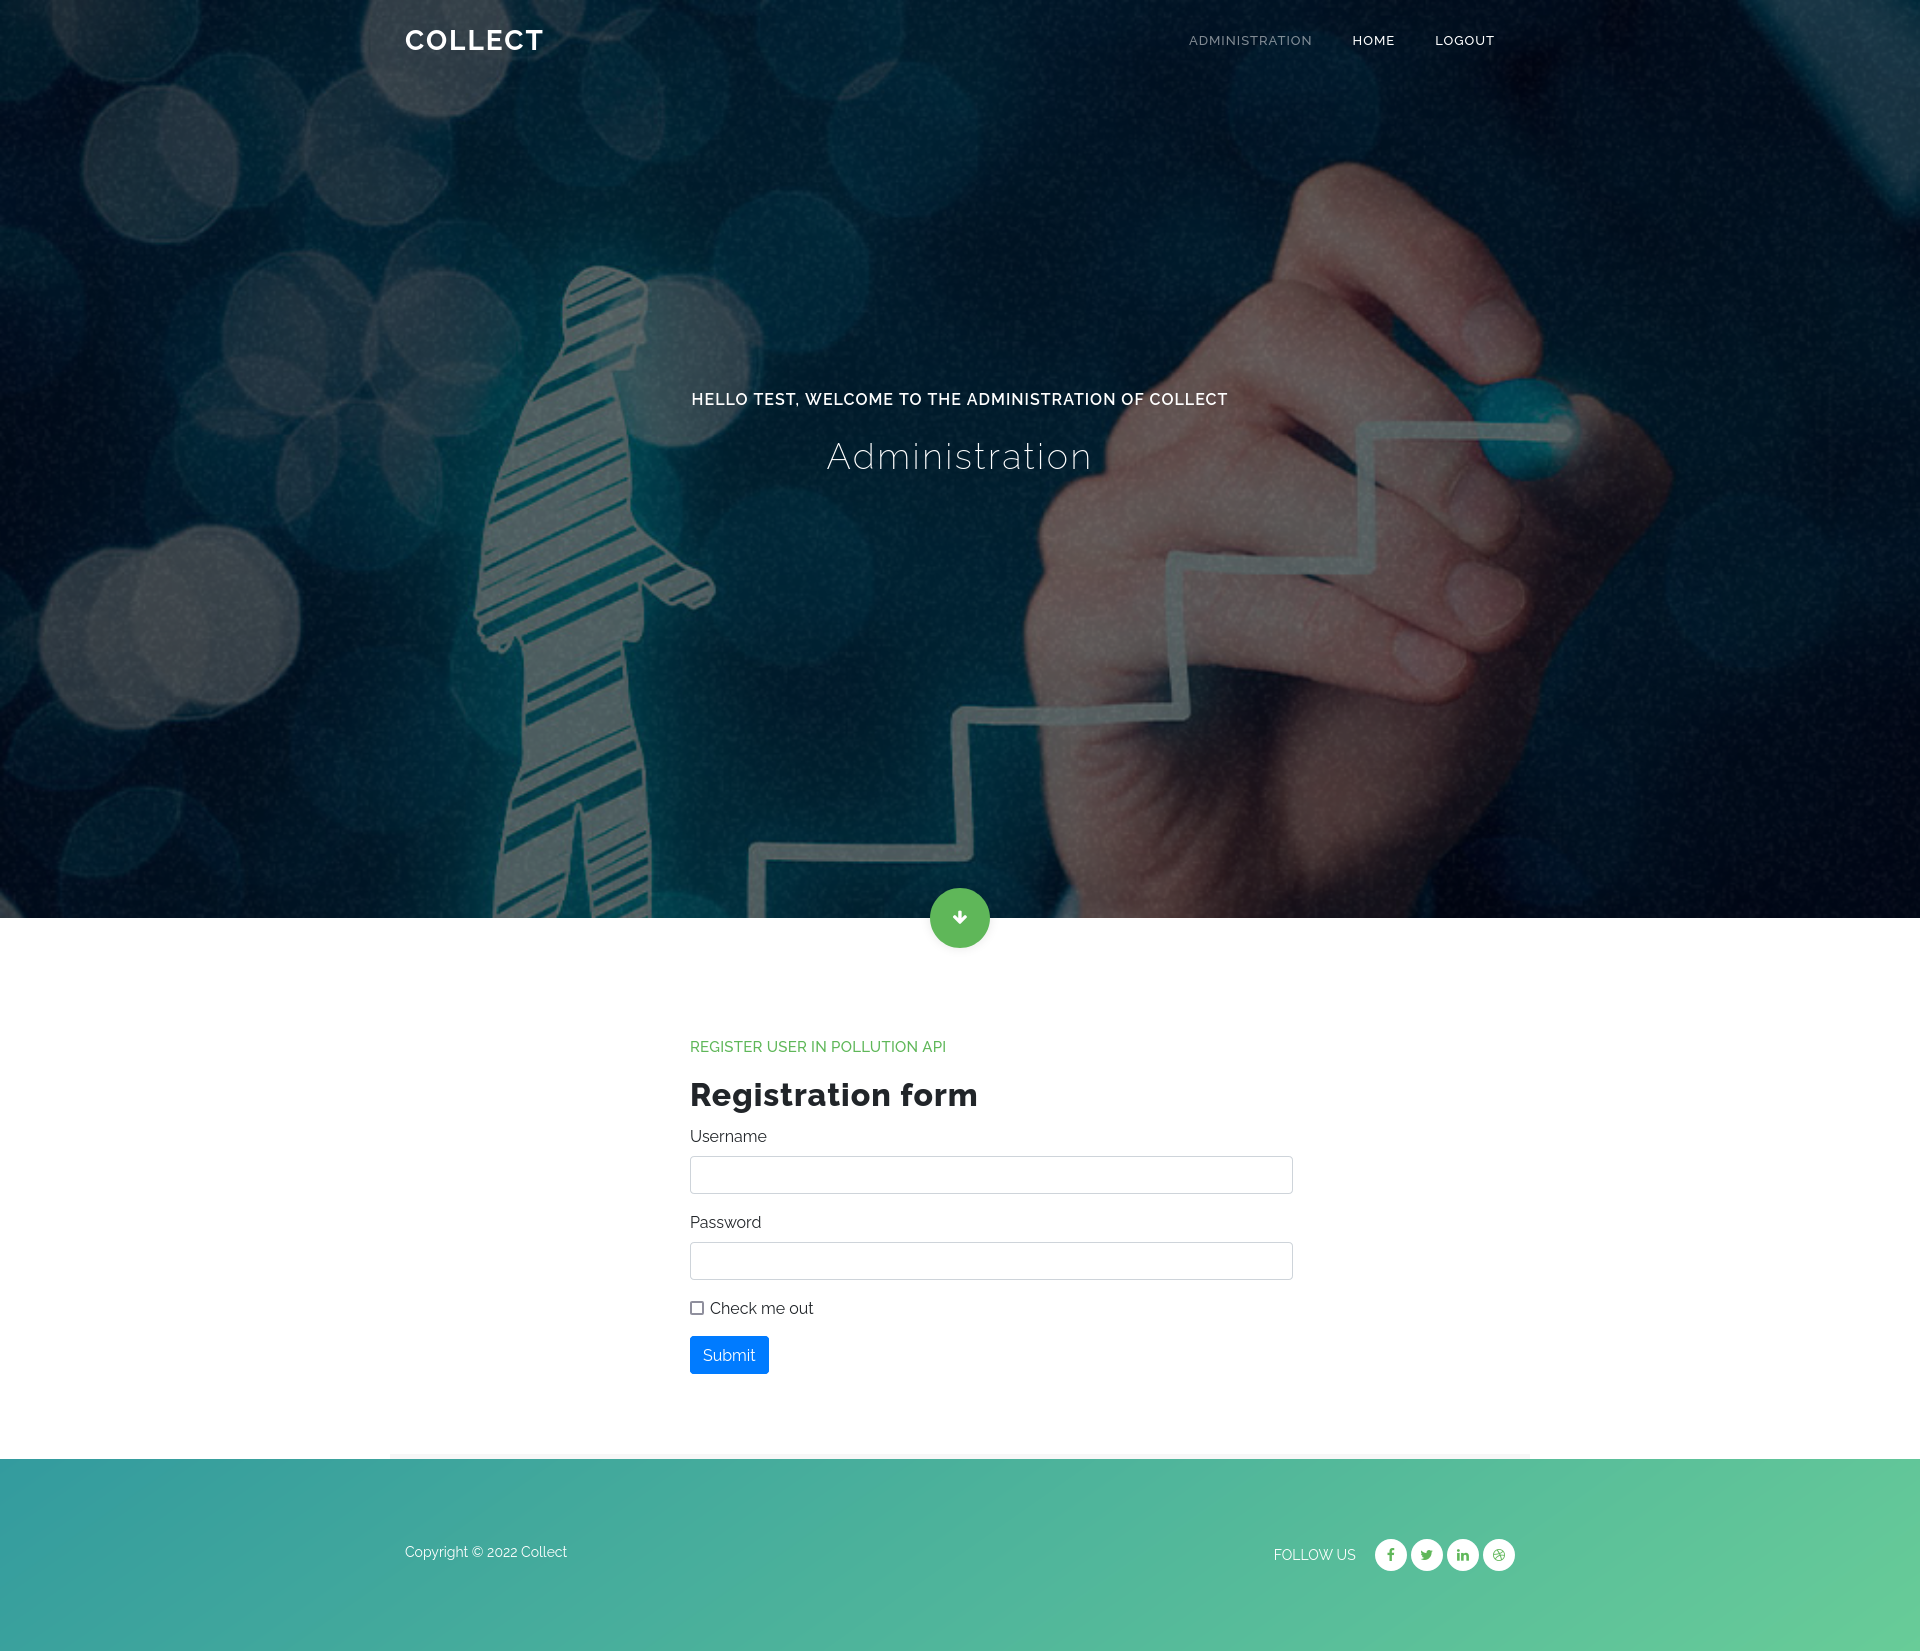 COLLECT
ADMINISTRATION HOME LOGOUT
HELLO TEST, WELCOME TO THE ADMINISTRATION OF COLLECT
Administration
REGISTER USER IN POLLUTION API
Registration form
Username
Password
Check me out
Submit
Copyright © 2022 Collect
FOLLOW US